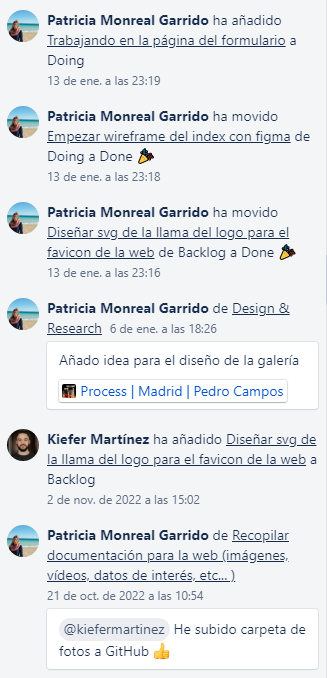 Patricia Monreal Garrido ha añadido
Trabajando en la página del formulario a
Doing
13 de ene. a las 23:19
Patricia Monreal Garrido ha movido
Empezar wireframe del index con figma de
Doing a Done 🎉
13 de ene. a las 23:18
Patricia Monreal Garrido ha movido
Diseñar svg de la llama del logo para el
favicon de la web de Backlog a Done 🎉
13 de ene. a las 23:16
Patricia Monreal Garrido de Design &
Research 6 de ene. a las 18:26
Añado idea para el diseño de la galería
Process | Madrid | Pedro Campos
Kiefer Martínez ha añadido Diseñar svg de
la llama del logo para el favicon de la web a
Backlog
2 de nov. de 2022 a las 15:02
Patricia Monreal Garrido de Recopilar
documentación para la web (imágenes,
vídeos, datos de interés, etc... )
21 de oct. de 2022 a las 10:54
@kiefermartinez He subido carpeta de
fotos a GitHub 👍